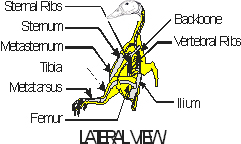 Sternal Ribs
Sternum
Metasternum
Tibia
Metatarsus
Femur
Backbone
Vertebral Ribs
Ilium
LATERAL VIEW